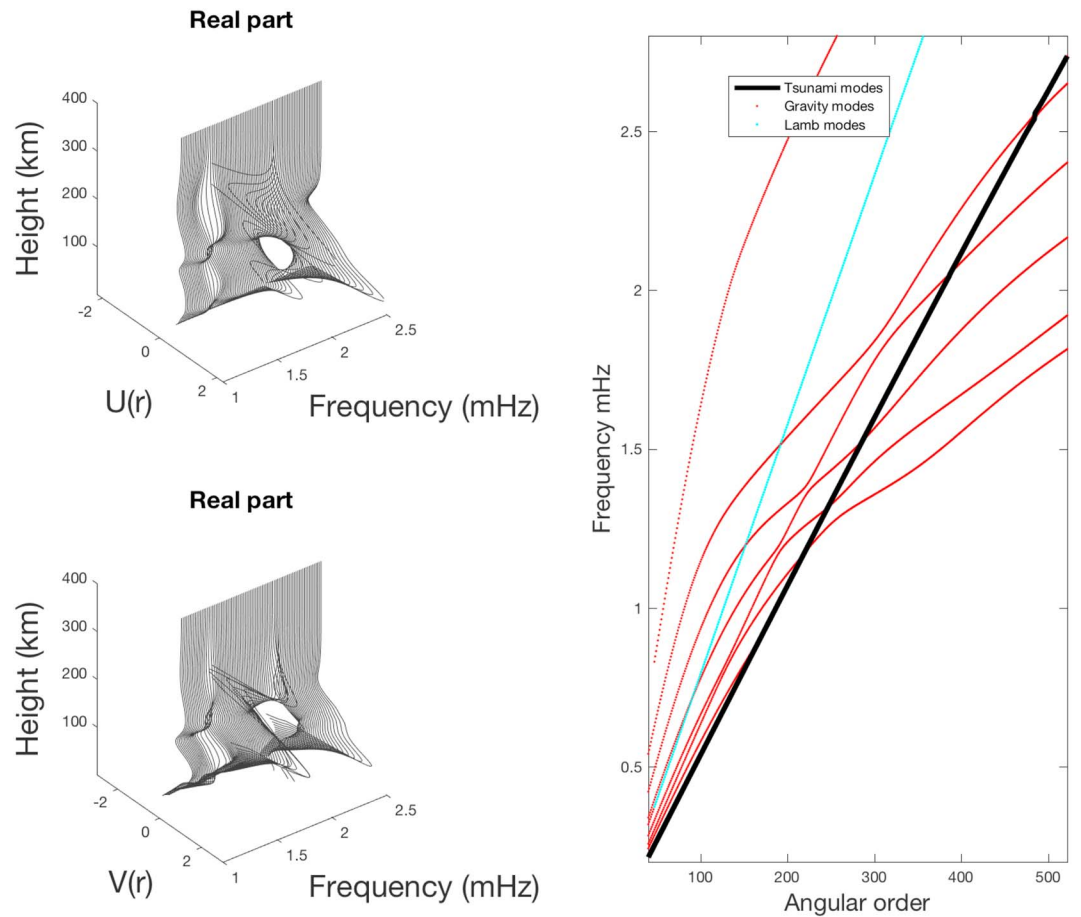 Real part
400
300
200
100
Height (km)
-2
0
2
U(r)
1
1.5
2
2.5
Frequency (mHz)
Real part
400
300
200
100
Height (km)
-2
0
2
V(r)
1
1.5
2
2.5
Frequency (mHz)
Tsunami modes
Gravity modes
Lamb modes
2.5
2
1.5
1
0.5
Frequency mHz
100 200 300 400 500
Angular order